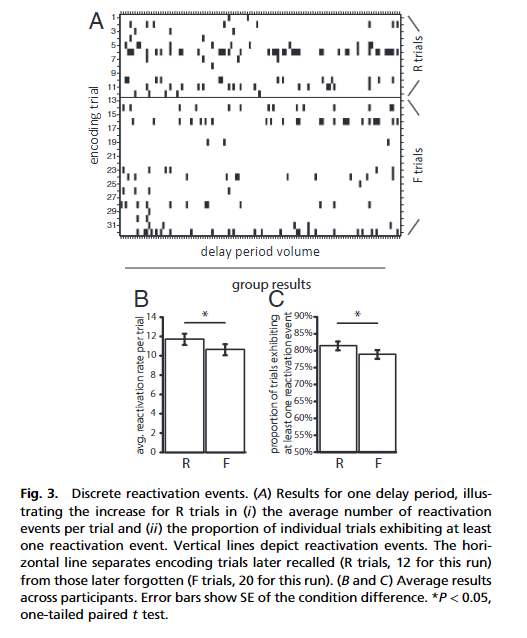 A
1
3
5
7
9
11
13
15
17
19
21
23
25
27
29
31
encoding trial
R trials
F trials
delay period volume
group results
B
avg. reactivation rate per trial
14
12
10
8
6
4
2
0
*
R F
C
proportion of trials exhibiting
at least one reactivation event
90%
85%
80%
75%
70%
65%
60%
55%
50%
*
R F
Fig. 3. Discrete reactivation events. (A) Results for one delay period, illus-
trating the increase for R trials in (i) the average number of reactivation
events per trial and (ii) the proportion of individual trials exhibiting at least
one reactivation event. Vertical lines depict reactivation events. The hori-
zontal line separates encoding trials later recalled (R trials, 12 for this run)
from those later forgotten (F trials, 20 for this run). (B and C) Average results
across participants. Error bars show SE of the condition difference. *P < 0.05,
one-tailed paired t test.